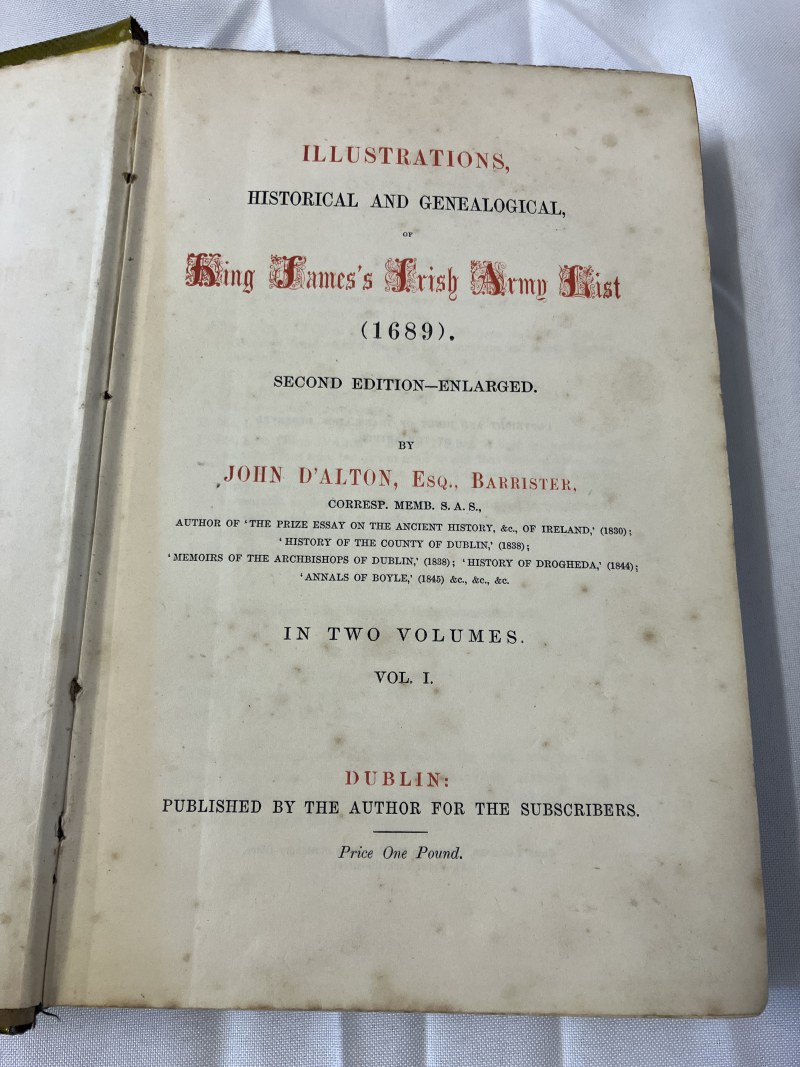 ILLUSTRATIONS,
HISTORICAL AND GENEALOGICAL,
OF
King James's Irish Army List
(1689).
SECOND EDITION—ENLARGED.
BY
JOHN D'ALTON, ESQ., BARRISTER,
CORRESP. MEMB. S. A. S.,
AUTHOR OF 'THE PRIZE ESSAY ON THE ANCIENT HISTORY, &c., OF IRELAND,' (1830);
'HISTORY OF THE COUNTY OF DUBLIN,' (1838);
'MEMOIRS OF THE ARCHBISHOPS OF DUBLIN,' (1838); 'HISTORY OF DROGHEDA,' (1844);
'ANNALS OF BOYLE,' (1845) &c., &c., &c.
IN TWO VOLUMES.
VOL. I.
DUBLIN:
PUBLISHED BY THE AUTHOR FOR THE SUBSCRIBERS.
Price One Pound.